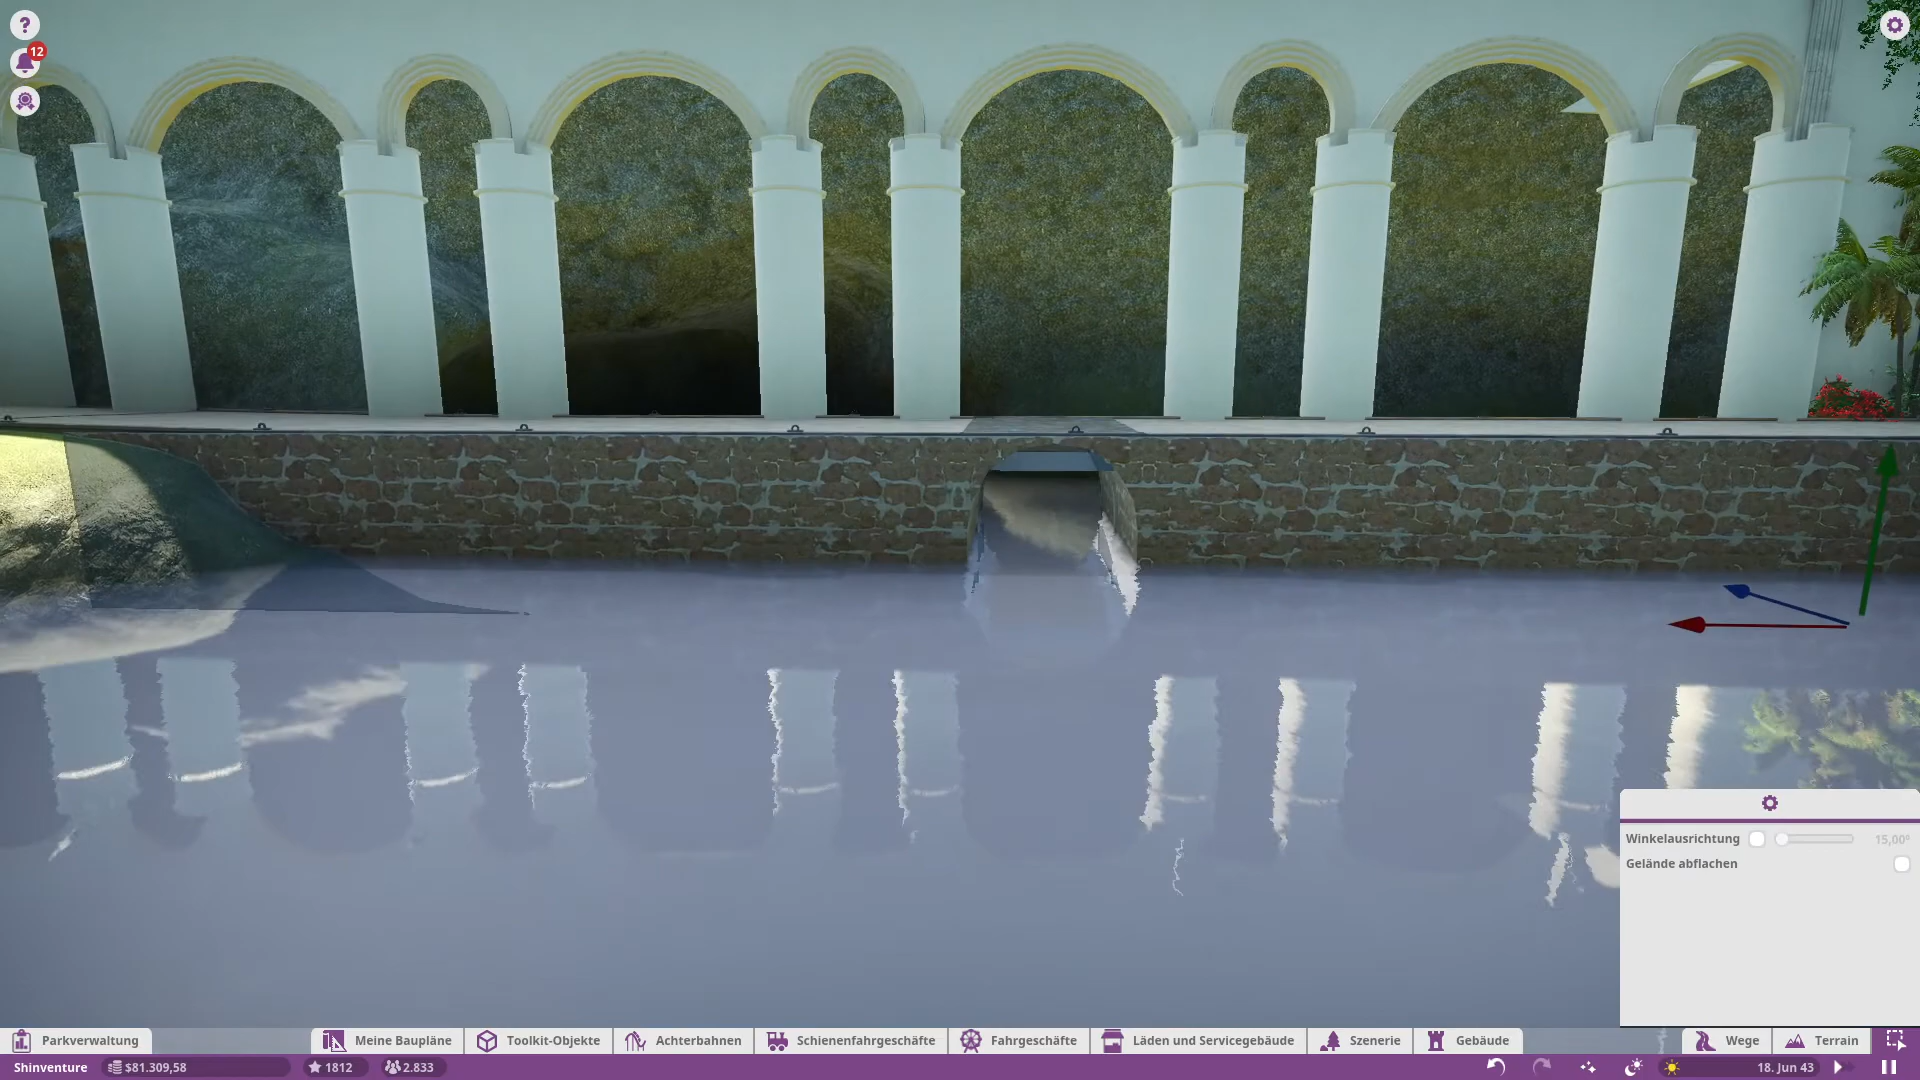 ?
12
Winkelausrichtung 15,00°
Gelände abflachen
Parkverwaltung Meine Baupläne Toolkit-Objekte Achterbahnen Schienenfahrgeschäfte Fahrgeschäfte Läden und Servicegebäude Szenerie Gebäude Wege Terrain
Shinventure $81.309,58 1812 2.833 18. Jun 43